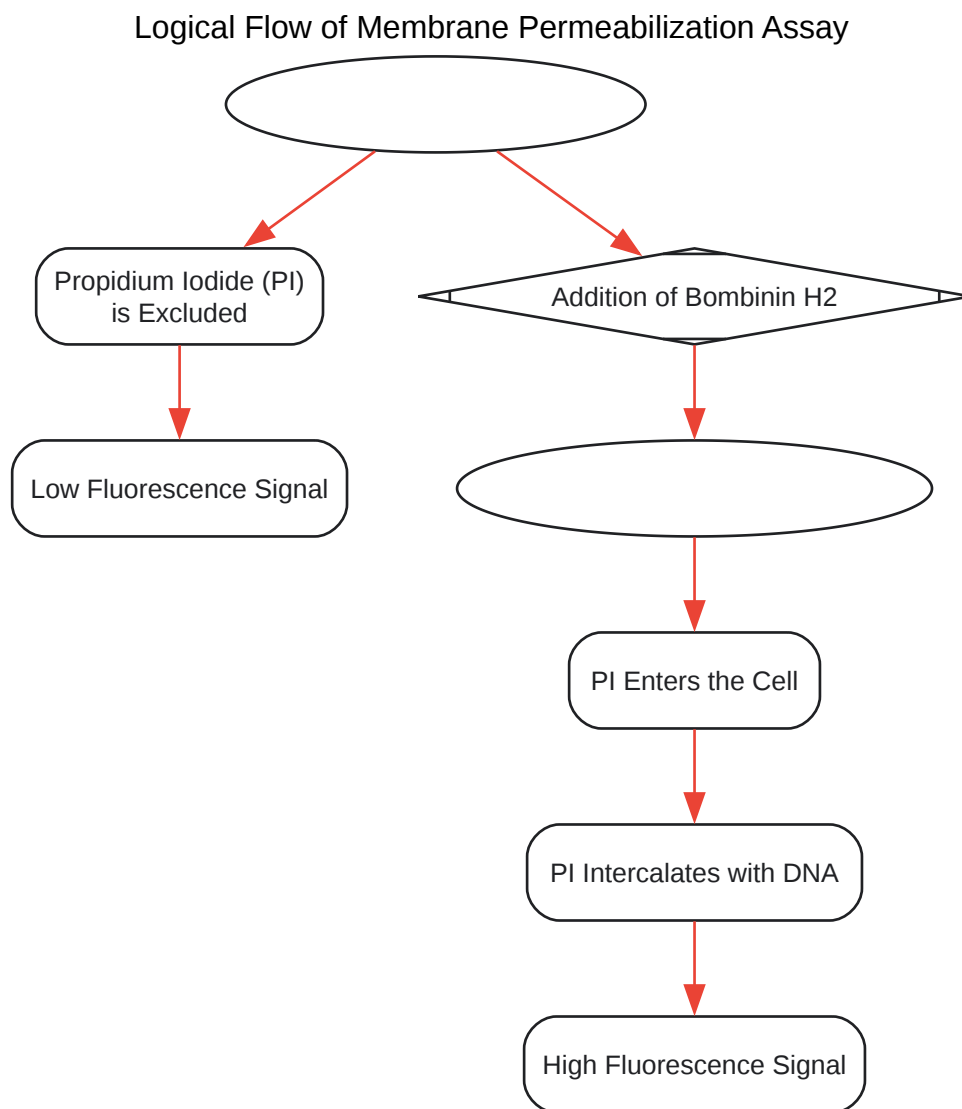 Logical Flow of Membrane Permeabilization Assay
Propidium Iodide (PI)
is Excluded
Addition of Bombinin H2
Low Fluorescence Signal
PI Enters the Cell
PI Intercalates with DNA
High Fluorescence Signal